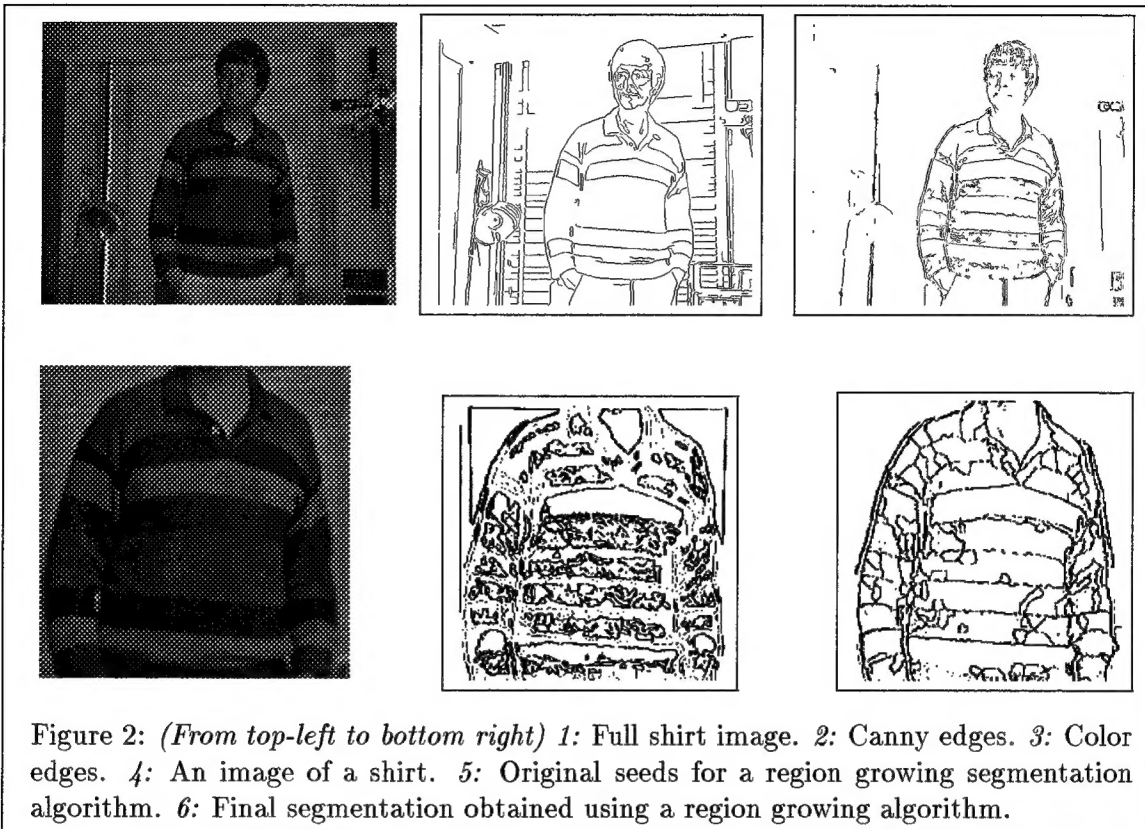 Figure 2: (From top-left to bottom right) 1: Full shirt image. 2: Canny edges. 3: Color
edges. 4: An image of a shirt. 5: Original seeds for a region growing segmentation
algorithm. 6: Final segmentation obtained using a region growing algorithm.